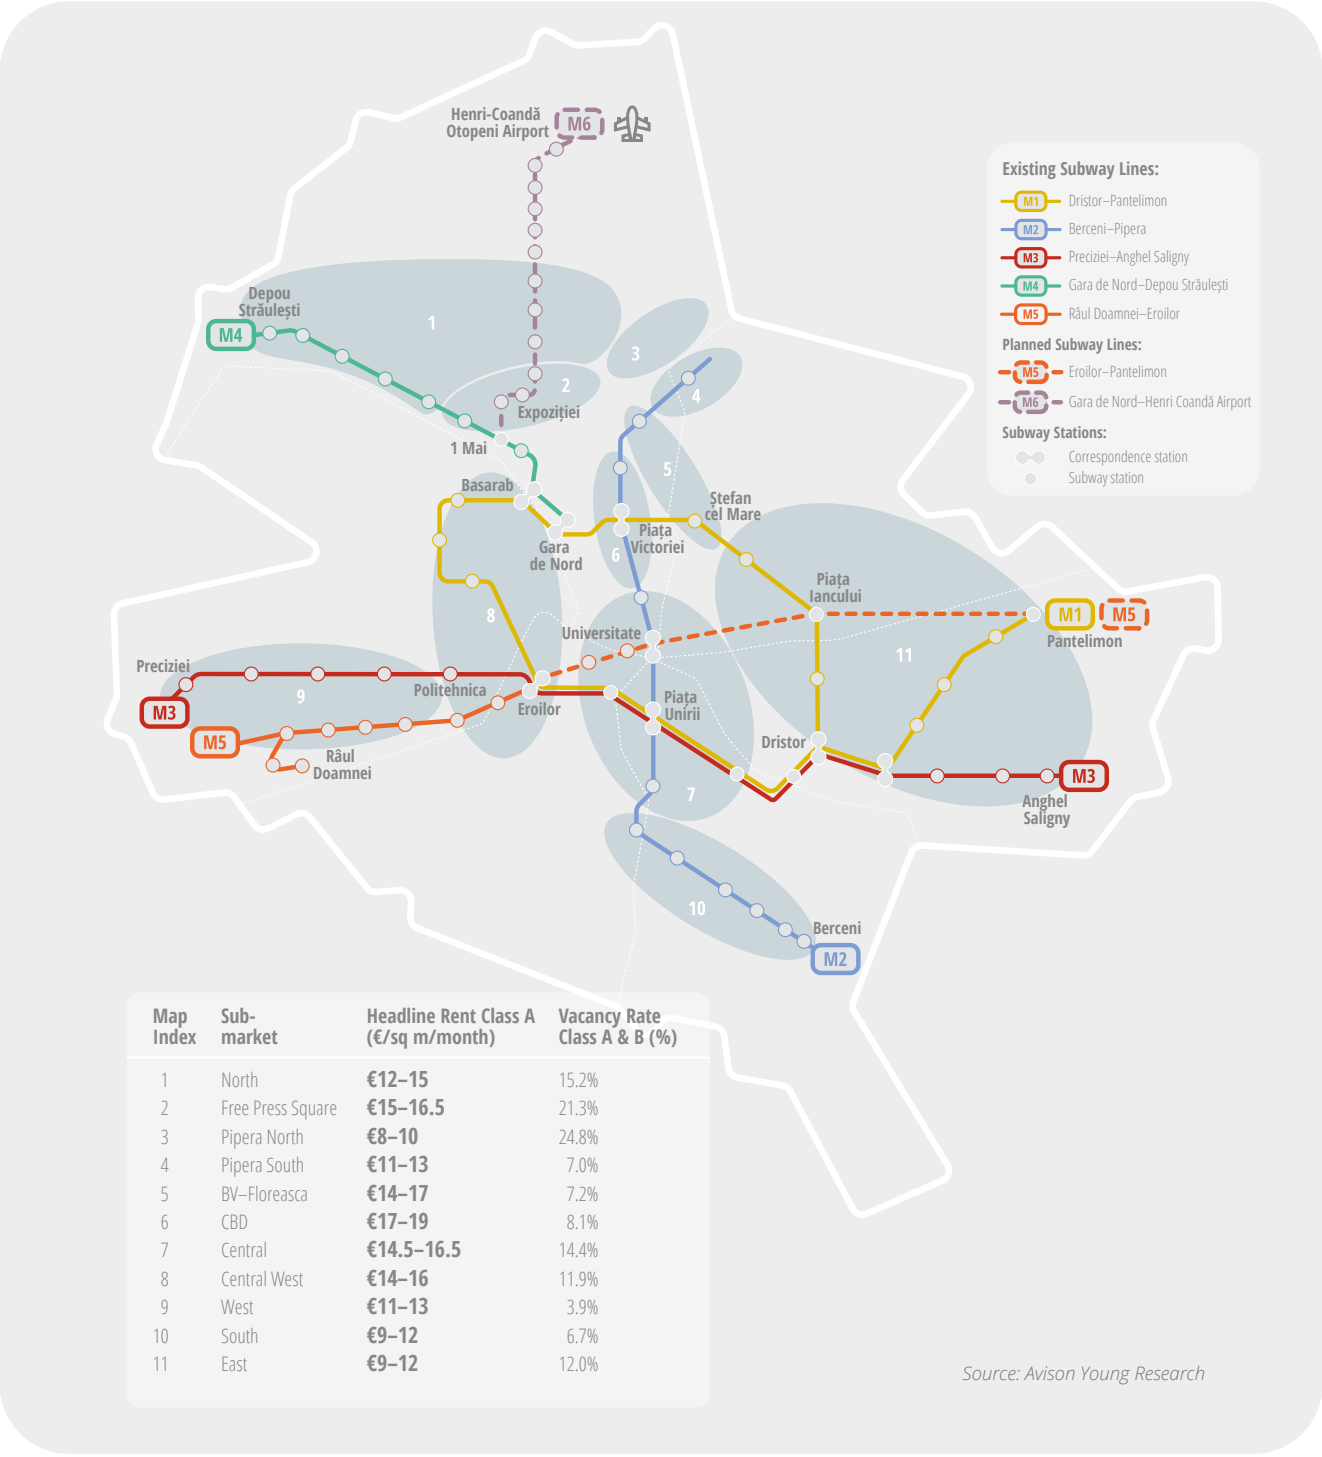 Henri-Coandă
Otopeni Airport
M6
Existing Subway Lines:
M1 Dristor–Pantelimon
M2 Berceni–Pipera
M3 Preciziei–Anghel Saligny
M4 Gara de Nord–Depou Străulești
M5 Râul Doamnei–Eroilor
Planned Subway Lines:
M5 Eroilor–Pantelimon
M6 Gara de Nord–Henri Coandă Airport
Subway Stations:
Correspondence station
Subway station
Depou
Străulești
M4
1
3
2
4
Expoziției
1 Mai
5
Basarab
Ștefan
cel Mare
Gara
de Nord
Piața
Victoriei
6
Piața
Iancului
8
Universitate
M1
M5
Pantelimon
11
Preciziei
Politehnica
9
Eroilor
Piața
Unirii
M3
M5
Râul
Doamnei
Dristor
M3
7
Anghel
Saligny
10
Berceni
M2
Map
Index
Sub-
market
Headline Rent Class A
(€/sq m/month)
Vacancy Rate
Class A & B (%)
1 North €12–15 15.2%
2 Free Press Square €15–16.5 21.3%
3 Pipera North €8–10 24.8%
4 Pipera South €11–13 7.0%
5 BV–Floreasca €14–17 7.2%
6 CBD €17–19 8.1%
7 Central €14.5–16.5 14.4%
8 Central West €14–16 11.9%
9 West €11–13 3.9%
10 South €9–12 6.7%
11 East €9–12 12.0%
Source: Avison Young Research